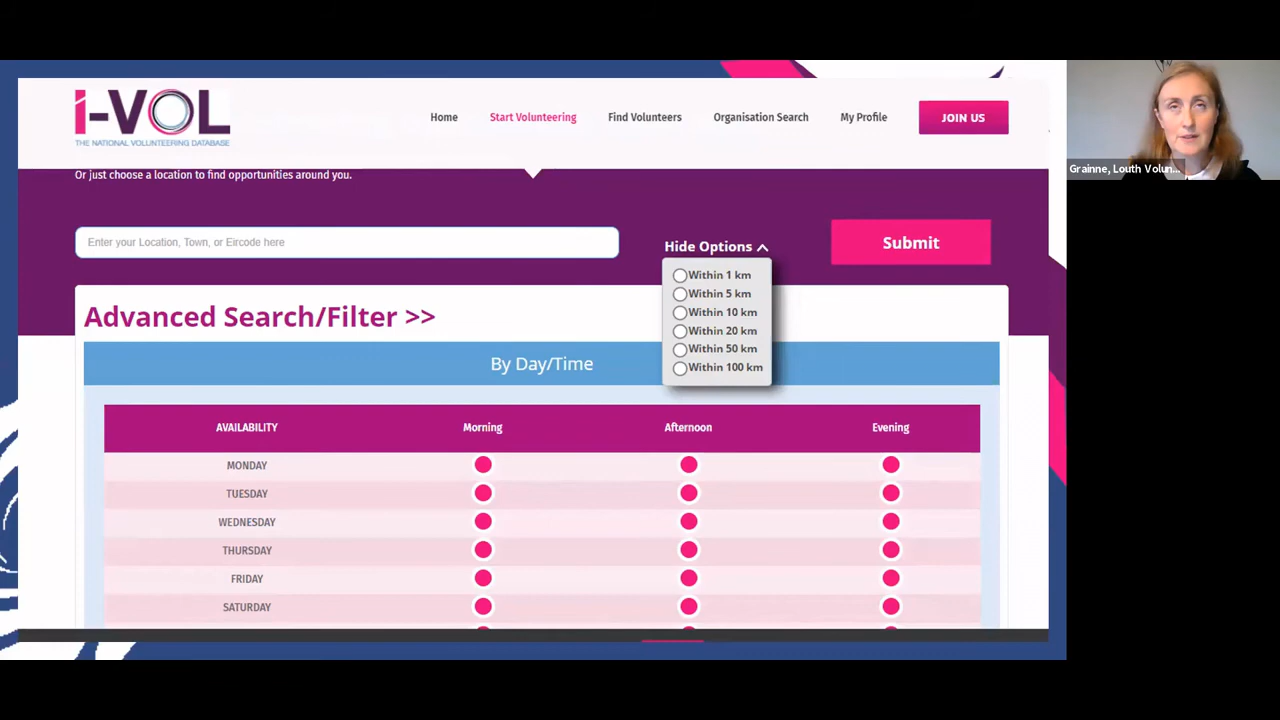 i-VOL
THE NATIONAL VOLUNTEERING DATABASE
Home
Start Volunteering
Find Volunteers
Organisation Search
My Profile
JOIN US
Grainne, Louth Volun...
Or just choose a location to find opportunities around you.
Enter your Location, Town, or Eircode here
Hide Options
Submit
Within 1 km
Within 5 km
Within 10 km
Within 20 km
Within 50 km
Within 100 km
Advanced Search/Filter >>
By Day/Time
AVAILABILITY
Morning
Afternoon
Evening
MONDAY
TUESDAY
WEDNESDAY
THURSDAY
FRIDAY
SATURDAY